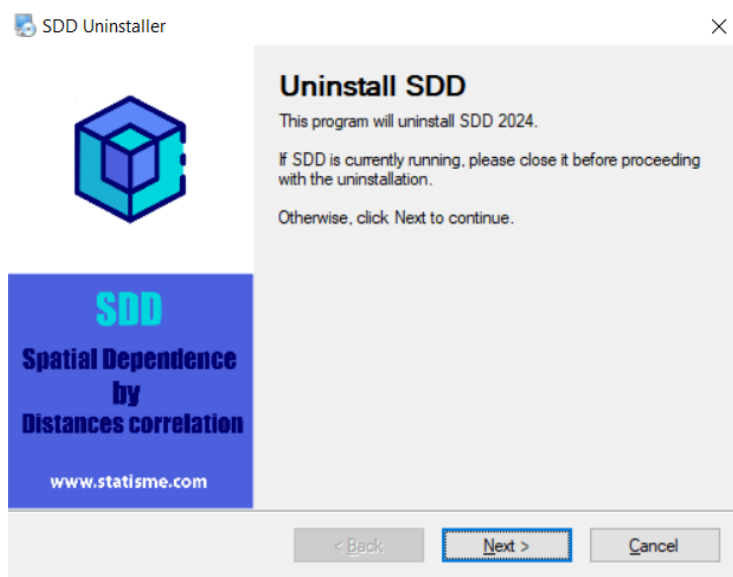 SDD Uninstaller
Uninstall SDD
This program will uninstall SDD 2024.
If SDD is currently running, please close it before proceeding
with the uninstallation.
Otherwise, click Next to continue.
SDD
Spatial Dependence
by
Distances correlation
www.statisme.com
< Back
Next >
Cancel